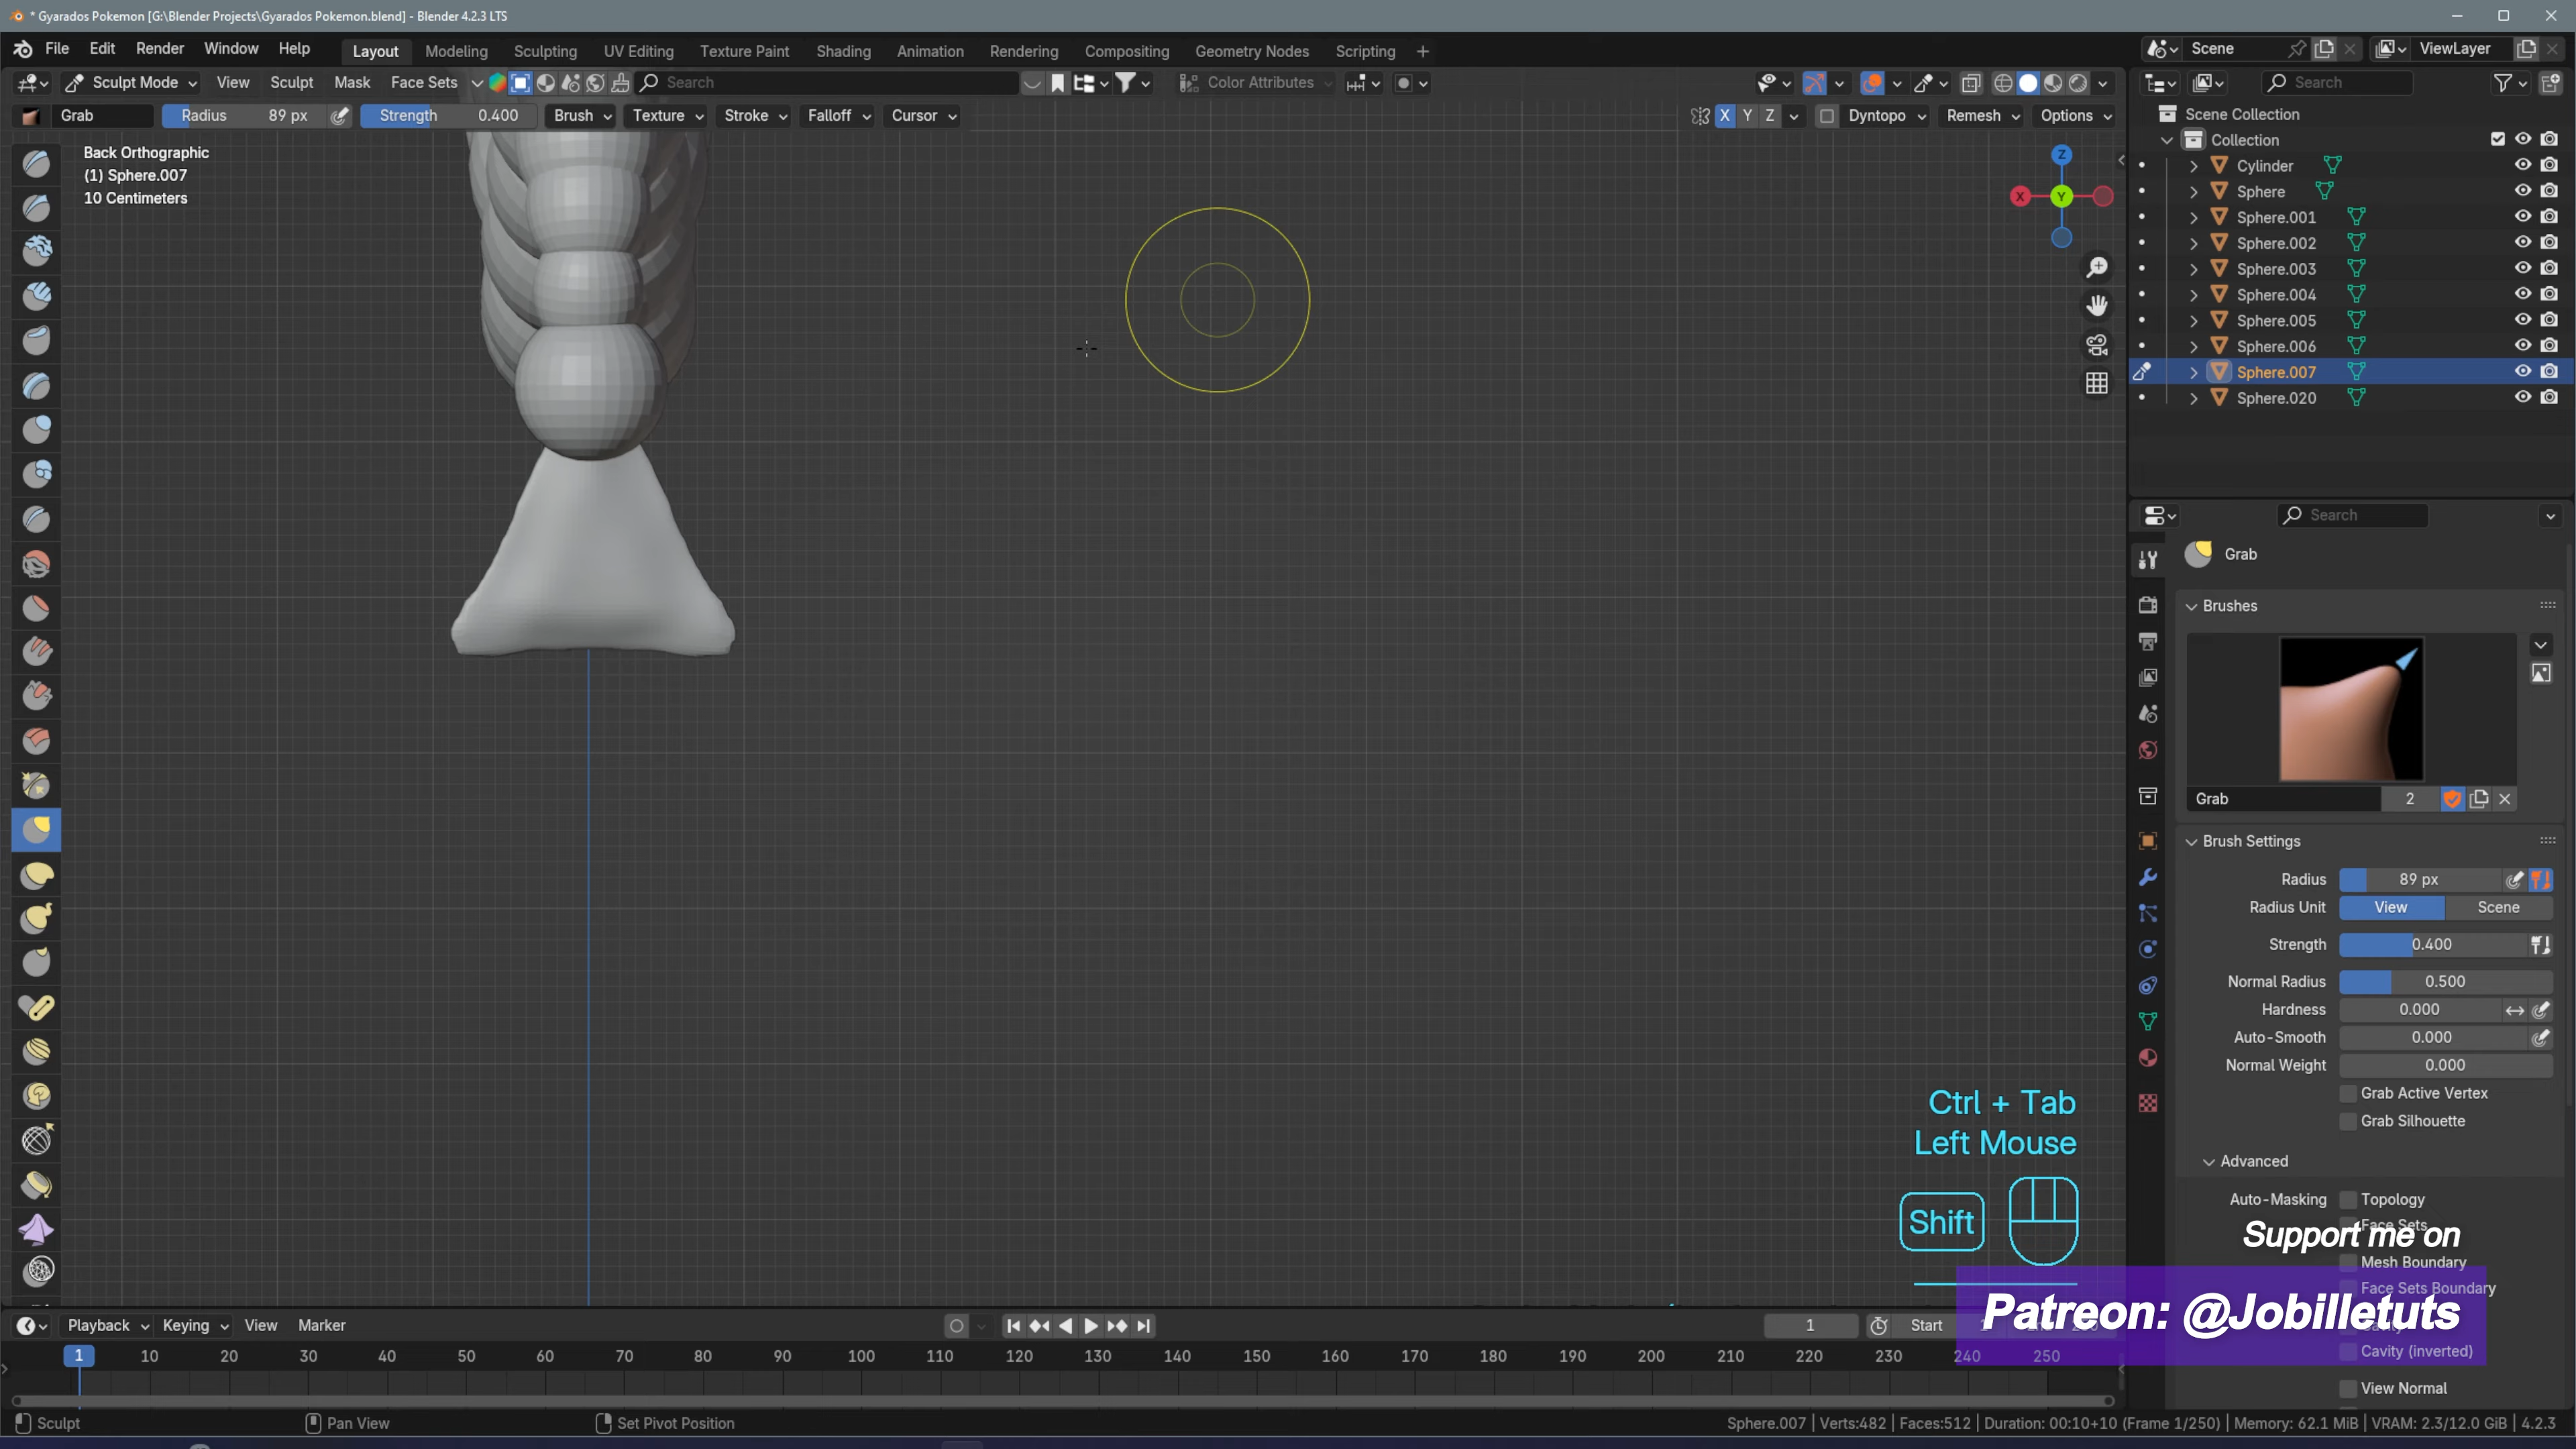 * Gyarados Pokemon [G:\Blender Projects\Gyarados Pokemon.blend] - Blender 4.2.3 LTS
File Edit Render Window Help Layout Modeling Sculpting UV Editing Texture Paint Shading Animation Rendering Compositing Geometry Nodes Scripting + Scene ViewLayer
Sculpt Mode View Sculpt Mask Face Sets Search Color Attributes Search
Grab Radius 89 px Strength 0.400 Brush Texture Stroke Falloff Cursor X Y Z Dyntopo Remesh Options
Back Orthographic
(1) Sphere.007
10 Centimeters
Z
X
Y
Scene Collection
Collection
Cylinder
Sphere
Sphere.001
Sphere.002
Sphere.003
Sphere.004
Sphere.005
Sphere.006
Sphere.007
Sphere.020
Search
Grab
Brushes
Grab 2
Brush Settings
Radius 89 px
Radius Unit View Scene
Strength 0.400
Normal Radius 0.500
Hardness 0.000
Auto-Smooth 0.000
Normal Weight 0.000
Grab Active Vertex
Grab Silhouette
Advanced
Auto-Masking Topology
Face Sets
Mesh Boundary
Face Sets Boundary
Cavity (inverted)
View Normal
Ctrl + Tab
Left Mouse
Shift
Support me on
Patreon: @Jobilletuts
Playback Keying View Marker 1 Start
1 10 20 30 40 50 60 70 80 90 100 110 120 130 140 150 160 170 180 190 200 210 220 230 240 250
Sculpt Pan View Set Pivot Position Sphere.007 | Verts:482 | Faces:512 | Duration: 00:10+10 (Frame 1/250) | Memory: 62.1 MiB | VRAM: 2.3/12.0 GiB | 4.2.3